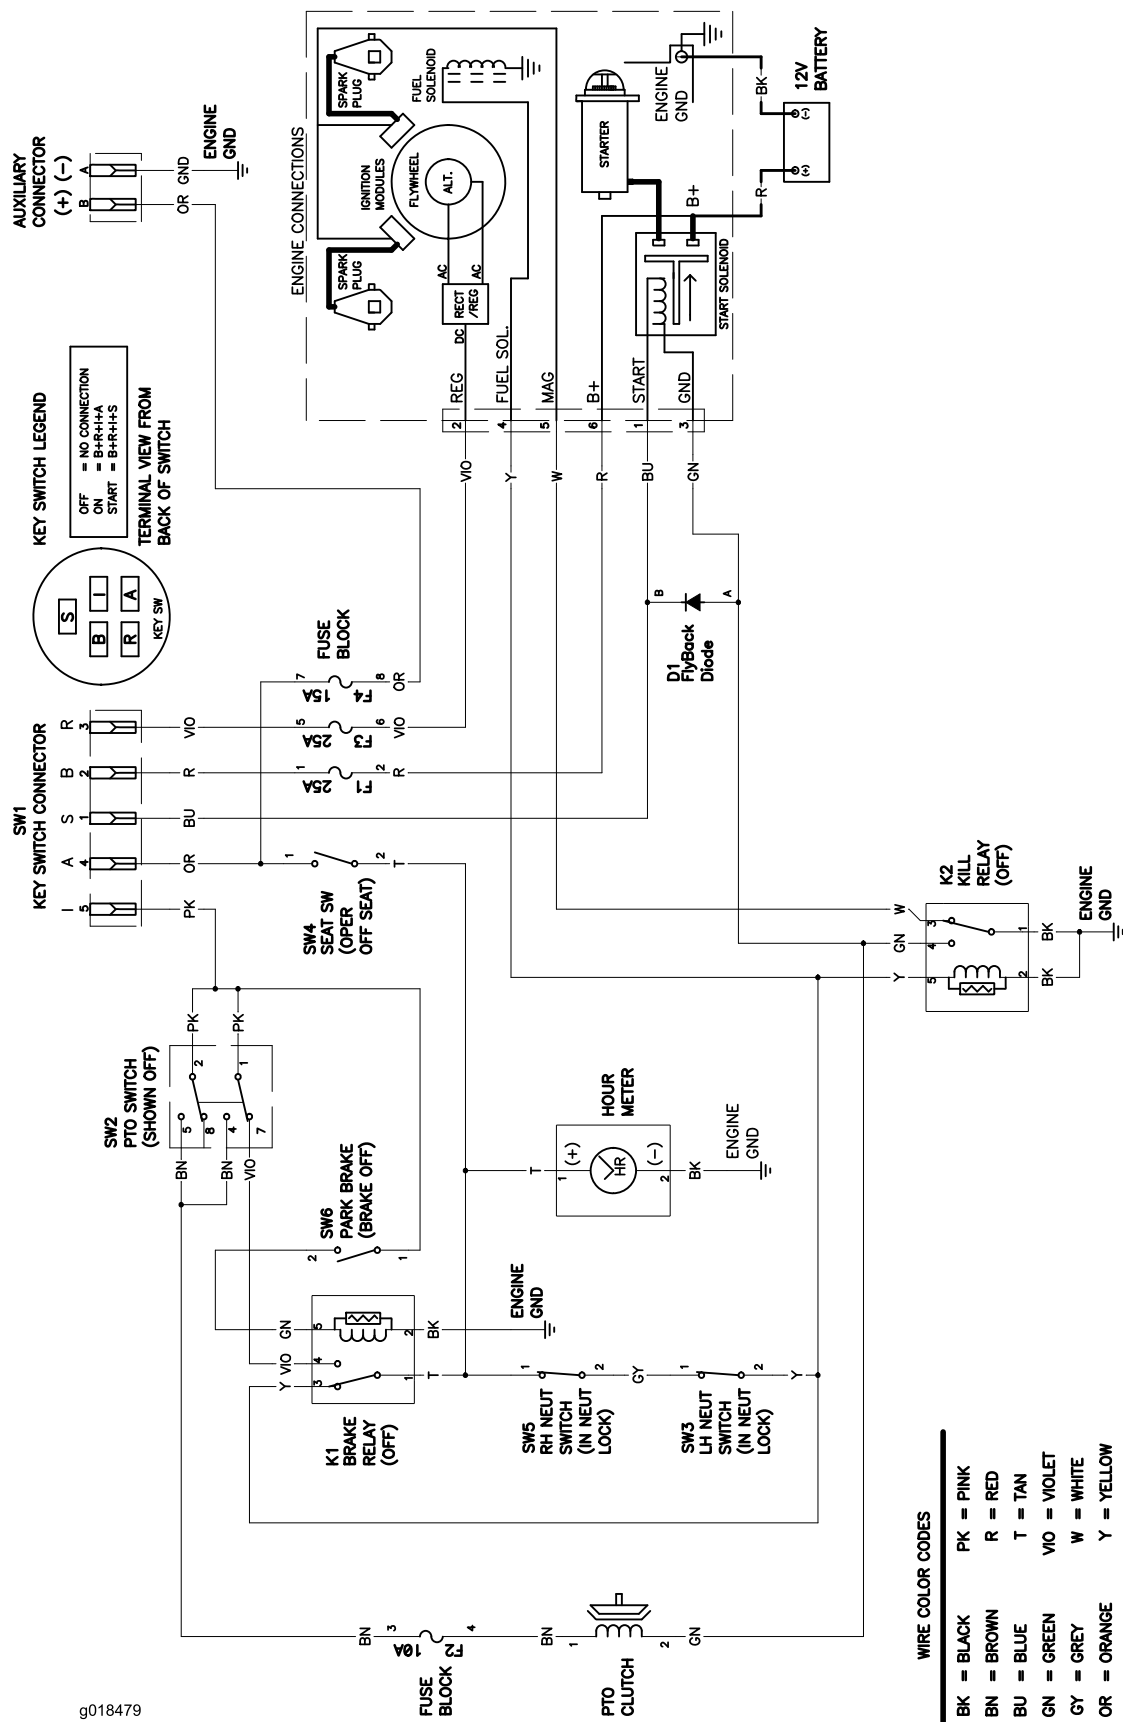 AUXILIARY
CONNECTOR
(+) (-)
B
A
OR
GND
ENGINE
GND
KEY SWITCH LEGEND
OFF = NO CONNECTION
ON = B+R+I+A
START = B+R+I+S
TERMINAL VIEW FROM
BACK OF SWITCH
S
B
I
R
A
KEY SW
SW1
KEY SWITCH CONNECTOR
I
A
S
B
R
5
4
1
2
3
PK
OR
BU
R
VIO
FUSE
BLOCK
1
25A
F1
2
R
5
25A
F3
6
VIO
7
15A
F4
8
OR
ENGINE CONNECTIONS
SPARK
PLUG
SPARK
PLUG
IGNITION
MODULES
FLYWHEEL
ALT.
FUEL
SOLENOID
AC
AC
RECT
/REG
DC
STARTER
ENGINE
GND
B+
START SOLENOID
BK
R
12V
BATTERY
(-)
(+)
REG
FUEL SOL.
MAG
B+
START
GND
2
4
5
6
1
3
VIO
Y
W
R
BU
GN
D1
FlyBack
Diode
B
A
SW4
SEAT SW
(OPER
OFF SEAT)
1
2
T
K2
KILL
RELAY
(OFF)
W
GN
Y
3
4
5
1
2
BK
BK
ENGINE
GND
SW2
PTO SWITCH
(SHOWN OFF)
PK
PK
2
1
5
8
4
7
BN
BN
VIO
SW6
PARK BRAKE
(BRAKE OFF)
2
1
HOUR
METER
T
1
(+)
HR
(-)
2
BK
ENGINE
GND
K1
BRAKE
RELAY
(OFF)
GN
VIO
Y
5
4
3
2
1
BK
T
ENGINE
GND
SW5
RH NEUT
SWITCH
(IN NEUT
LOCK)
1
2
GY
SW3
LH NEUT
SWITCH
(IN NEUT
LOCK)
1
2
Y
BN
3
10A
F2
4
FUSE
BLOCK
BN
1
2
GN
PTO
CLUTCH
WIRE COLOR CODES
BK = BLACK PK = PINK
BN = BROWN R = RED
BU = BLUE T = TAN
GN = GREEN VIO = VIOLET
GY = GREY W = WHITE
OR = ORANGE Y = YELLOW
g018479